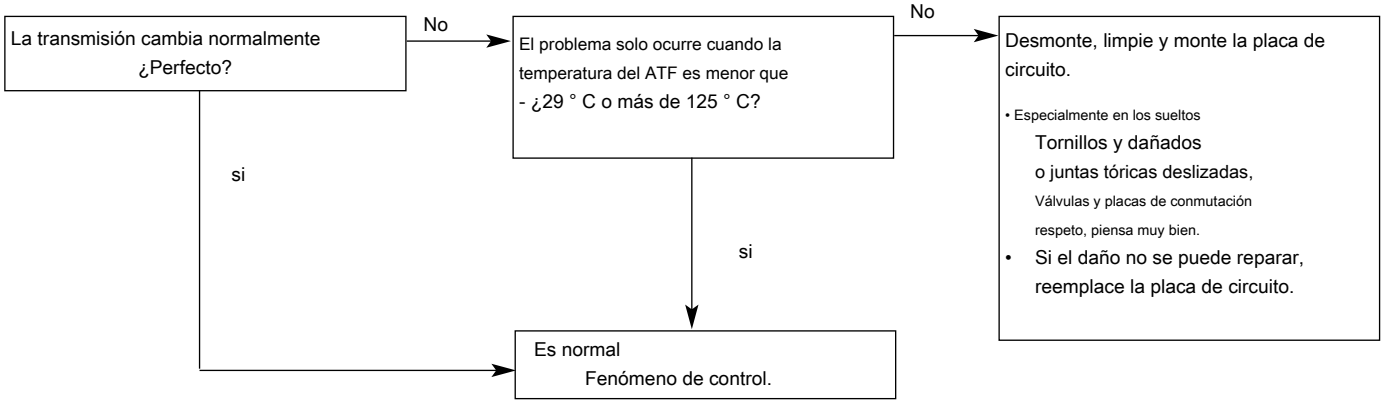 La transmisión cambia normalmente
¿Perfecto?
No
El problema solo ocurre cuando la
temperatura del ATF es menor que
- ¿29 ° C o más de 125 ° C?
No
Desmonte, limpie y monte la placa de
circuito.
• Especialmente en los sueltos
Tornillos y dañados
o juntas tóricas deslizadas,
Válvulas y placas de conmutación
respeto, piensa muy bien.
• Si el daño no se puede reparar,
reemplace la placa de circuito.
si
si
Es normal
Fenómeno de control.